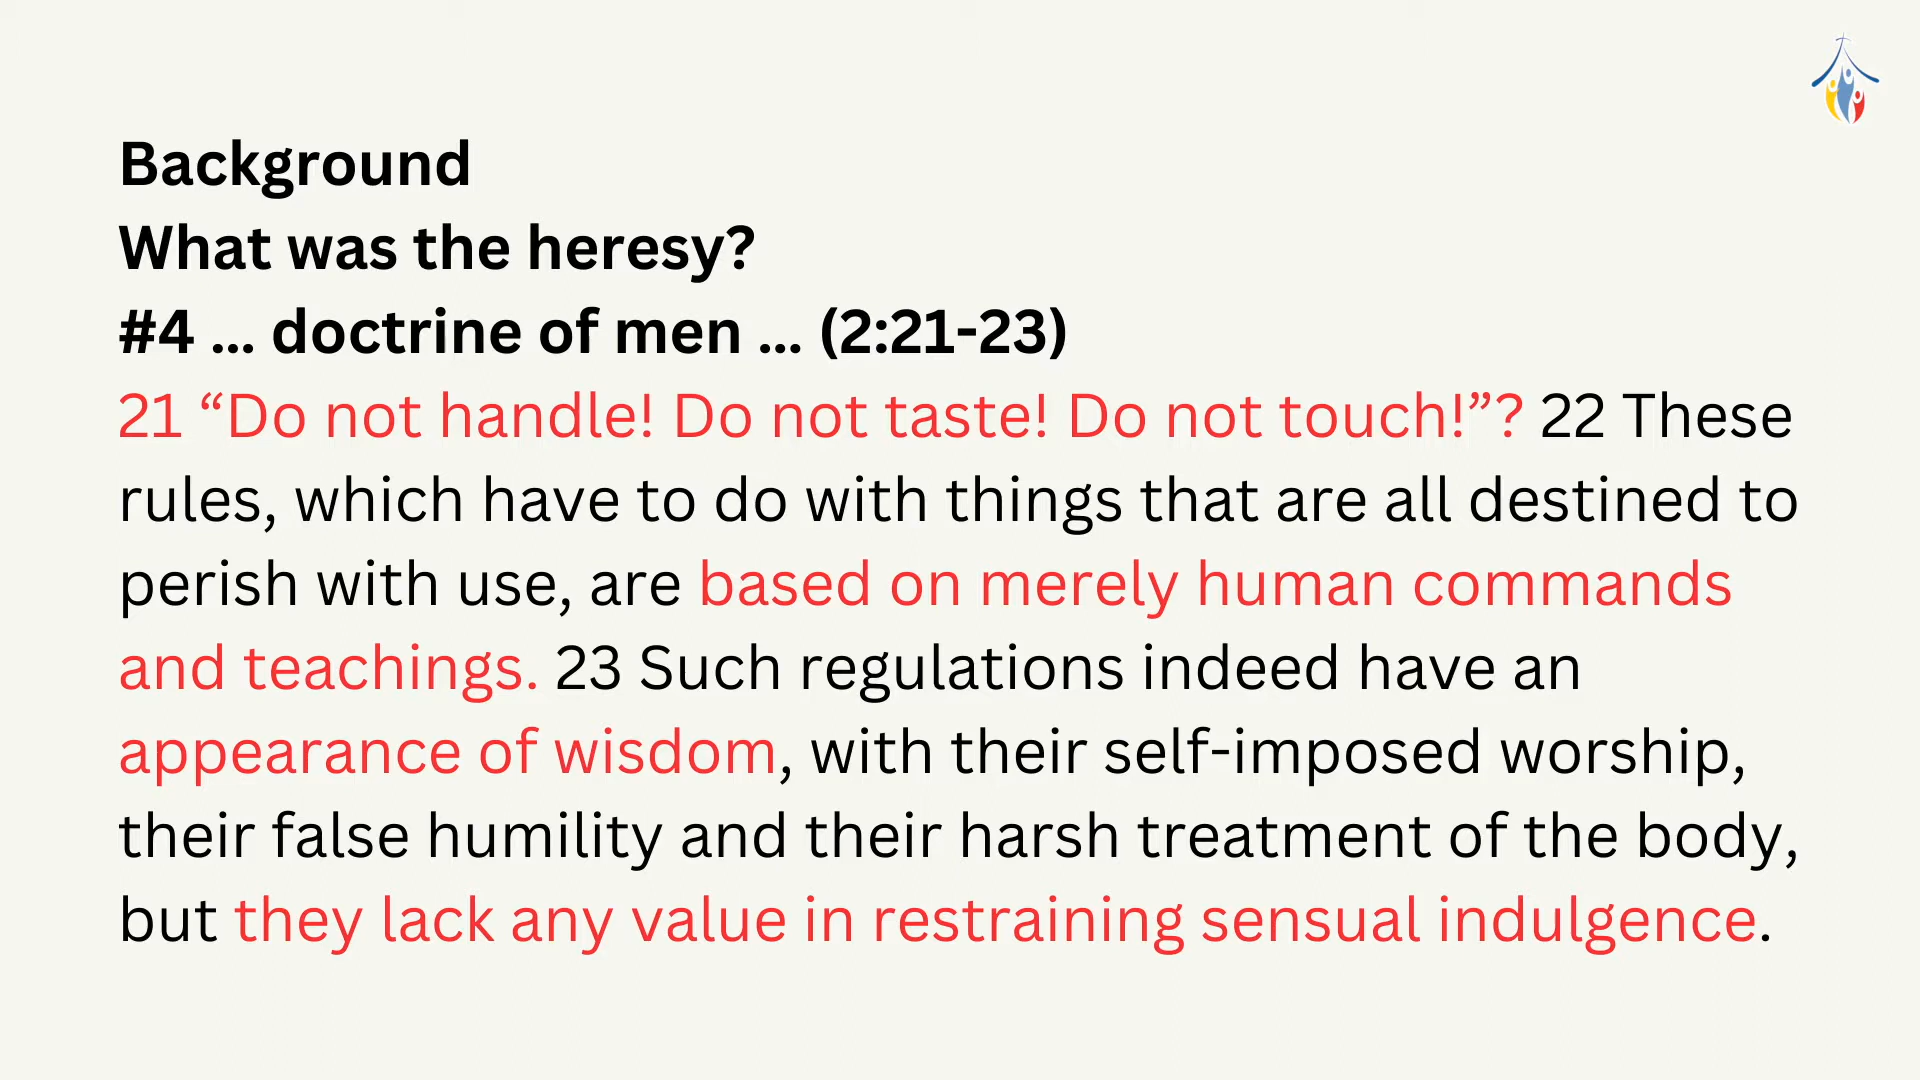 Background
What was the heresy?
#4 ... doctrine of men ... (2:21-23)
21 “Do not handle! Do not taste! Do not touch!”? 22 These
rules, which have to do with things that are all destined to
perish with use, are based on merely human commands
and teachings. 23 Such regulations indeed have an
appearance of wisdom, with their self-imposed worship,
their false humility and their harsh treatment of the body,
but they lack any value in restraining sensual indulgence.